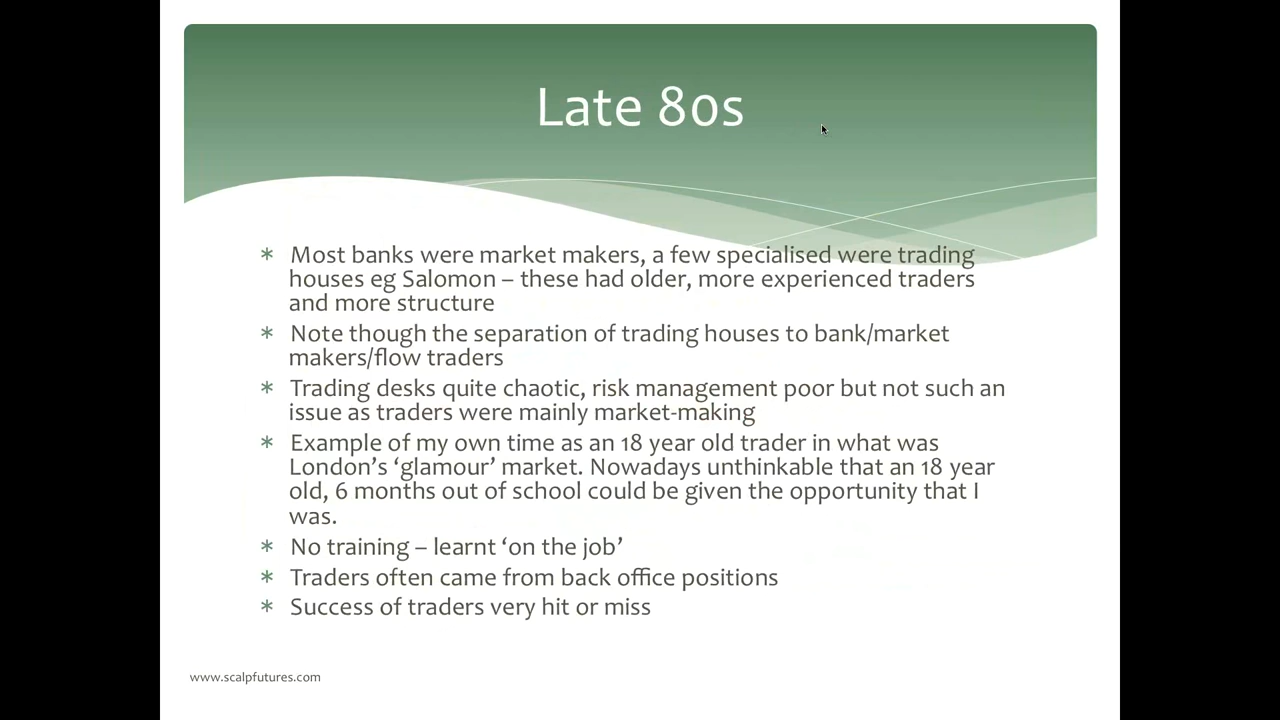 Late 80s
* Most banks were market makers, a few specialised were trading
houses eg Salomon – these had older, more experienced traders
and more structure
* Note though the separation of trading houses to bank/market
makers/flow traders
* Trading desks quite chaotic, risk management poor but not such an
issue as traders were mainly market-making
* Example of my own time as an 18 year old trader in what was
London’s ‘glamour’ market. Nowadays unthinkable that an 18 year
old, 6 months out of school could be given the opportunity that I
was.
* No training – learnt ‘on the job’
* Traders often came from back office positions
* Success of traders very hit or miss
www.scalpfutures.com